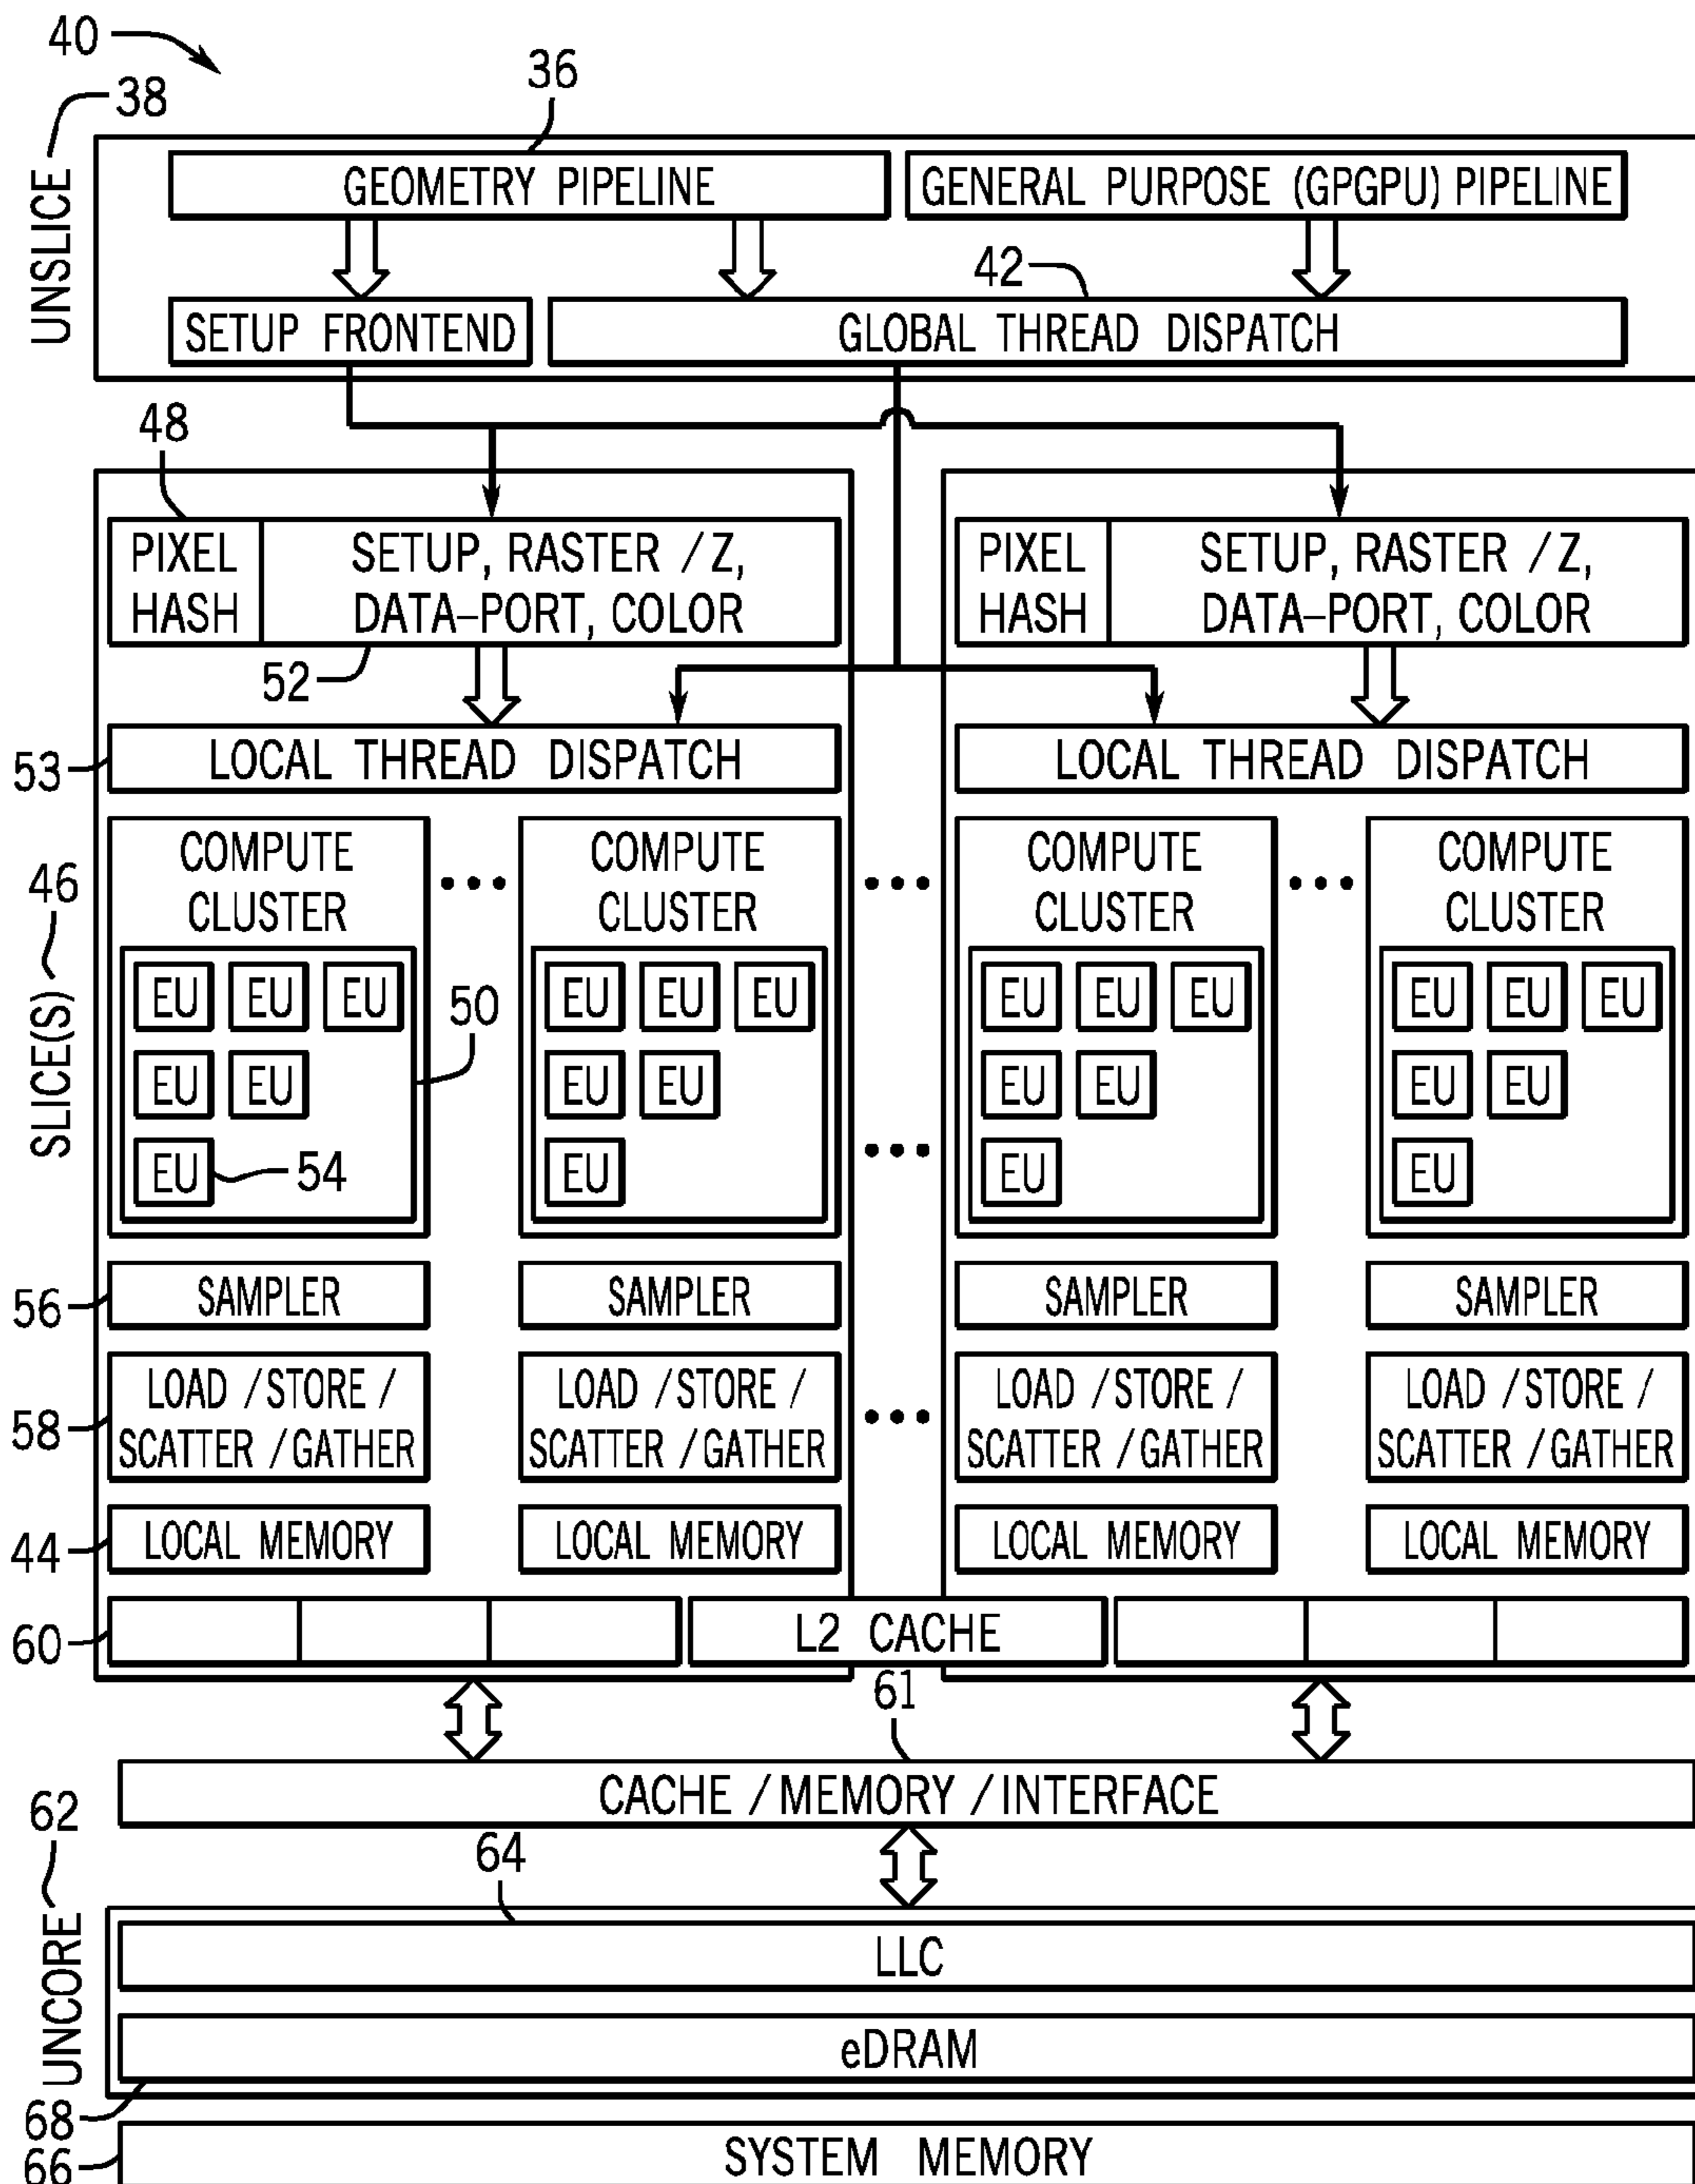 40
38
36
UNSLICE
GEOMETRY PIPELINE
GENERAL PURPOSE (GPGPU) PIPELINE
42
SETUP FRONTEND
GLOBAL THREAD DISPATCH
48
PIXEL
HASH
SETUP, RASTER / Z,
DATA-PORT, COLOR
PIXEL
HASH
SETUP, RASTER / Z,
DATA-PORT, COLOR
52
53
LOCAL THREAD DISPATCH
LOCAL THREAD DISPATCH
SLICE(S)
46
COMPUTE
CLUSTER
EU EU EU
EU EU
EU
50
54
•••
COMPUTE
CLUSTER
EU EU EU
EU EU
EU
•••
•••
COMPUTE
CLUSTER
EU EU EU
EU EU
EU
•••
COMPUTE
CLUSTER
EU EU EU
EU EU
EU
56
SAMPLER
SAMPLER
SAMPLER
SAMPLER
58
LOAD / STORE /
SCATTER / GATHER
LOAD / STORE /
SCATTER / GATHER
•••
LOAD / STORE /
SCATTER / GATHER
LOAD / STORE /
SCATTER / GATHER
44
LOCAL MEMORY
LOCAL MEMORY
LOCAL MEMORY
LOCAL MEMORY
60
L2 CACHE
61
CACHE / MEMORY / INTERFACE
62
UNCORE
64
LLC
eDRAM
68
66
SYSTEM MEMORY